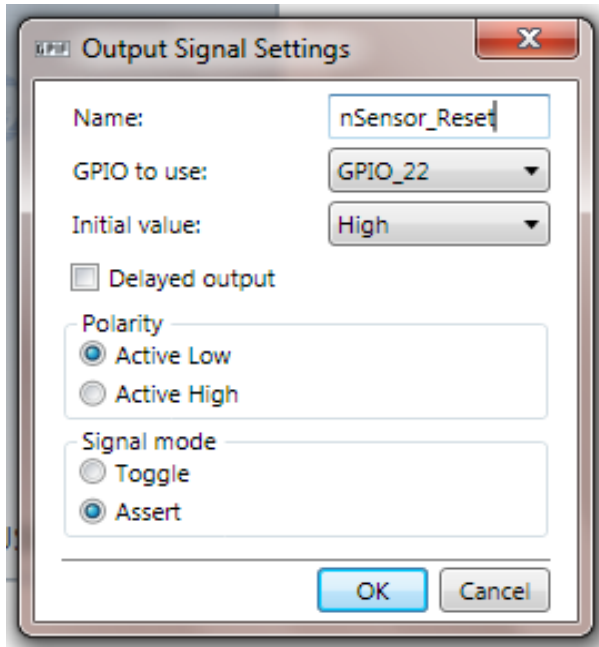 GPIF Output Signal Settings
Name: nSensor_Reset
GPIO to use: GPIO_22
Initial value: High
Delayed output
Polarity
Active Low
Active High
Signal mode
Toggle
Assert
OK Cancel